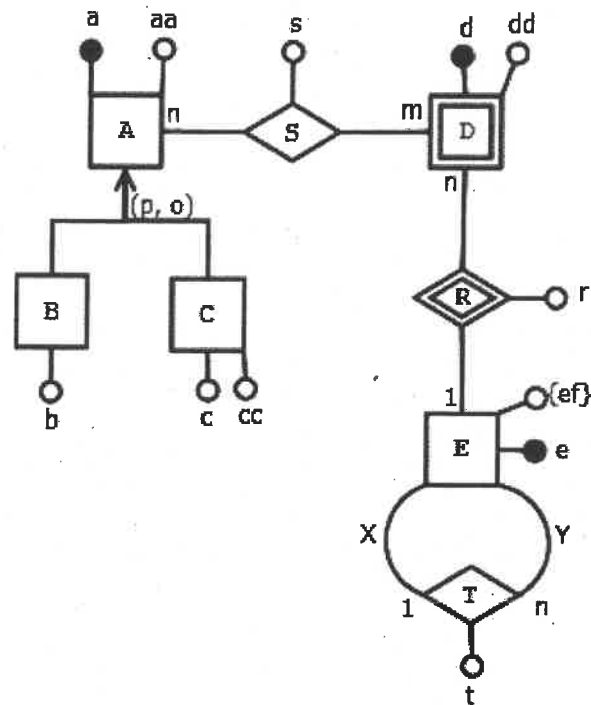 a aa s d dd
A n S m D
n
(p, o)
B C R r
b c cc
1 {ef}
E e
X Y
1 T n
t